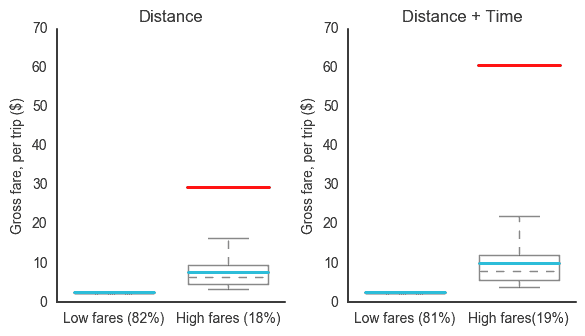 Distance
Gross fare, per trip ($)
70
60
50
40
30
20
10
0
Low fares (82%) High fares (18%)
Distance + Time
Gross fare, per trip ($)
70
60
50
40
30
20
10
0
Low fares (81%) High fares(19%)